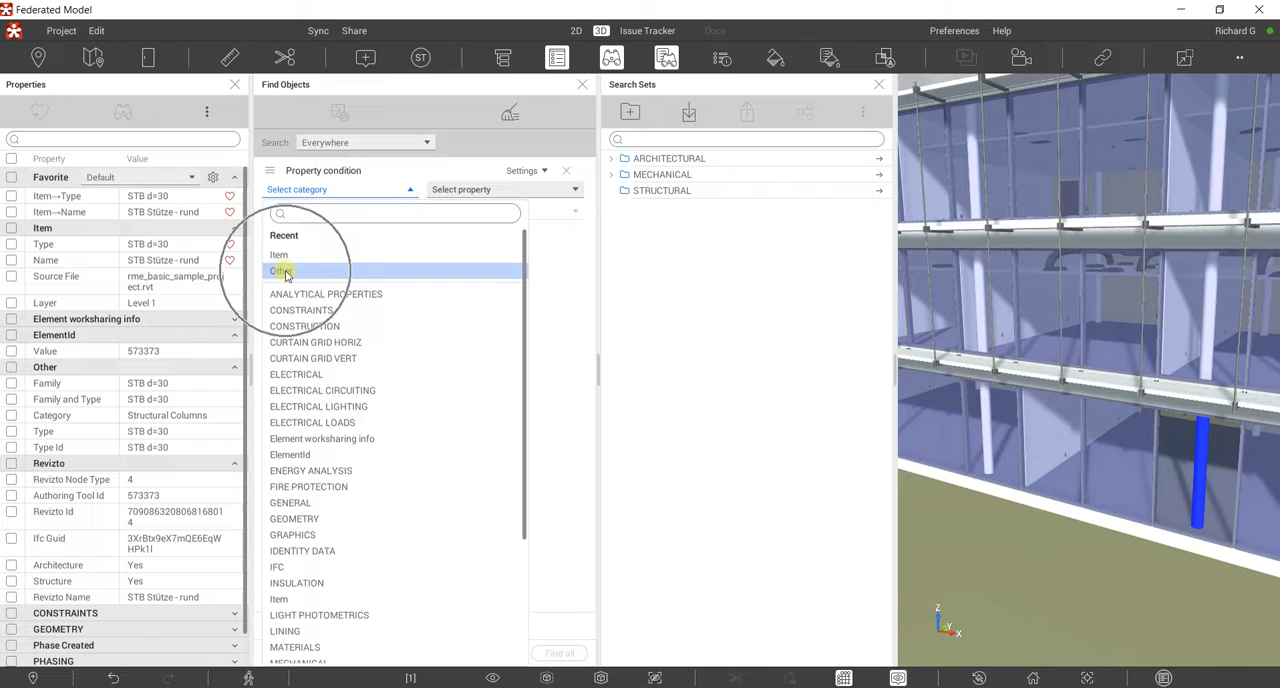 Federated Model
Project Edit Sync Share 2D 3D Issue Tracker Docs Preferences Help Richard G
ST
Properties
Property Value
Favorite Default
Item→Type STB d=30
Item→Name STB Stütze - rund
Item
Type STB d=30
Name STB Stütze - rund
Source File rme_basic_sample_proj
ect.rvt
Layer Level 1
Element worksharing info
ElementId
Value 573373
Other
Family STB d=30
Family and Type STB d=30
Category Structural Columns
Type STB d=30
Type Id STB d=30
Revizto
Revizto Node Type 4
Authoring Tool Id 573373
Revizto Id 709086320806816801
4
Ifc Guid 3XrBtx9eX7mQE6EqW
HPk1I
Architecture Yes
Structure Yes
Revizto Name STB Stütze - rund
CONSTRAINTS
GEOMETRY
Phase Created
PHASING
Find Objects
Search Everywhere
Property condition Settings
Select category Select property
Recent
Item
Other
ANALYTICAL PROPERTIES
CONSTRAINTS
CONSTRUCTION
CURTAIN GRID HORIZ
CURTAIN GRID VERT
ELECTRICAL
ELECTRICAL CIRCUITING
ELECTRICAL LIGHTING
ELECTRICAL LOADS
Element worksharing info
ElementId
ENERGY ANALYSIS
FIRE PROTECTION
GENERAL
GEOMETRY
GRAPHICS
IDENTITY DATA
IFC
INSULATION
Item
LIGHT PHOTOMETRICS
LINING
MATERIALS
MECHANICAL
Find all
Search Sets
ARCHITECTURAL
MECHANICAL
STRUCTURAL
Z
Y
X
[1]